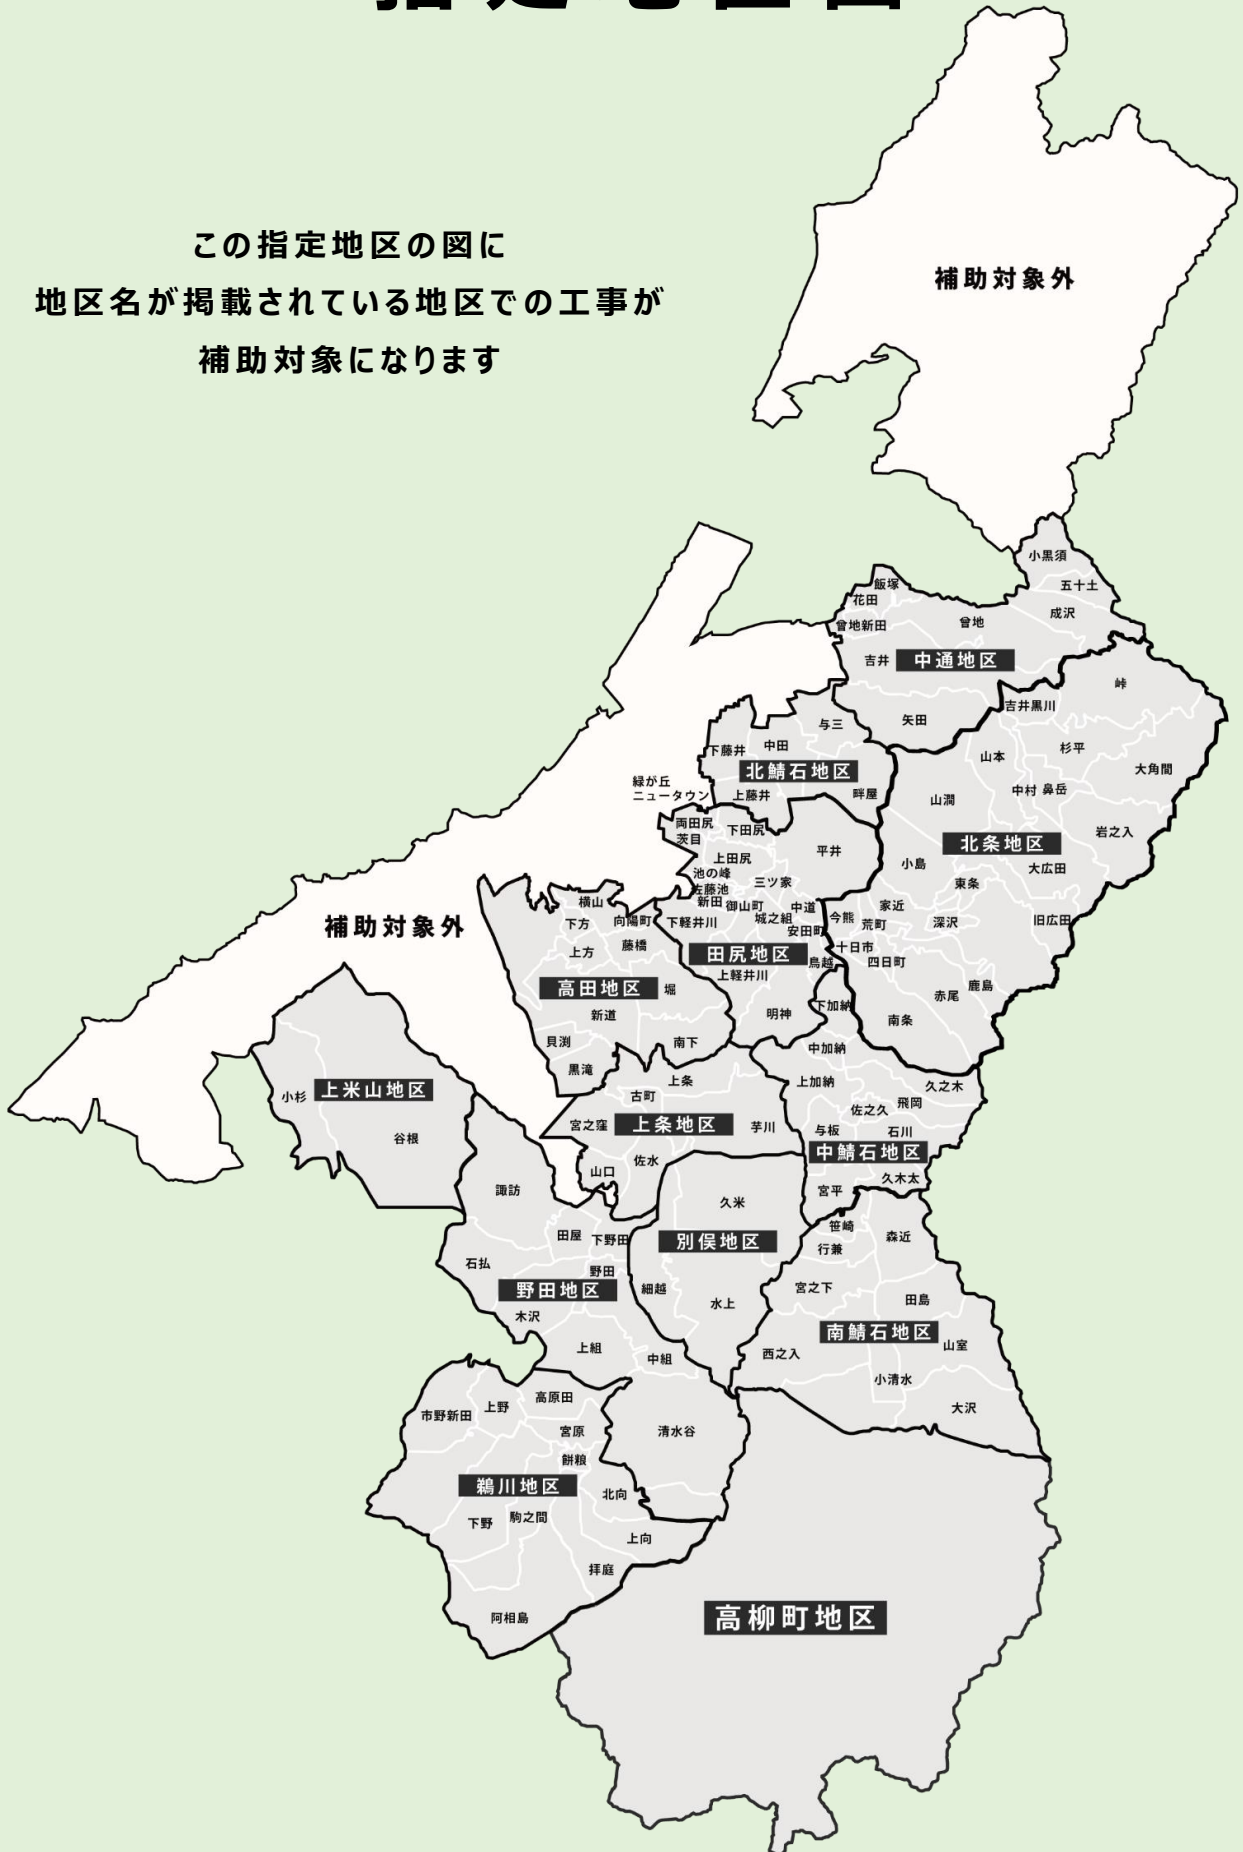 この指定地区の図に
地区名が掲載されている地区での工事が
補助対象になります
補助対象外
小黒須
五十土
成沢
飯塚
花田
曾地新田
曾地
吉井
中通地区
矢田
峠
吉井黒川
杉平
大角間
山本
中村
鼻岳
山澗
岩之入
北条地区
小島
大広田
東条
家近
深沢
旧広田
今熊
荒町
十日市
四日町
鹿島
赤尾
南条
与三
下藤井
中田
北鯖石地区
上藤井
畔屋
緑が丘
ニュータウン
両田尻
茨目
下田尻
平井
上田尻
池の峰
三ツ家
佐藤池
新田
御山町
中道
下軽井川
城之組
安田町
田尻地区
鳥越
上軽井川
明神
補助対象外
横山
下方
向陽町
藤橋
上方
高田地区
堀
新道
貝渕
南下
黒滝
下加納
中加納
上加納
久之木
飛岡
佐之久
与板
石川
中鯖石地区
久木太
宮平
上条
古町
宮之窪
上条地区
芋川
山口
佐水
小杉
上米山地区
谷根
諏訪
田屋
下野田
石払
野田
野田地区
木沢
上組
中組
清水谷
久米
別俣地区
細越
水上
笹崎
森近
行兼
宮之下
田島
南鯖石地区
山室
西之入
小清水
大沢
市野新田
上野
高原田
宮原
餅粮
鵜川地区
北向
下野
駒之間
上向
拝庭
阿相島
高柳町地区